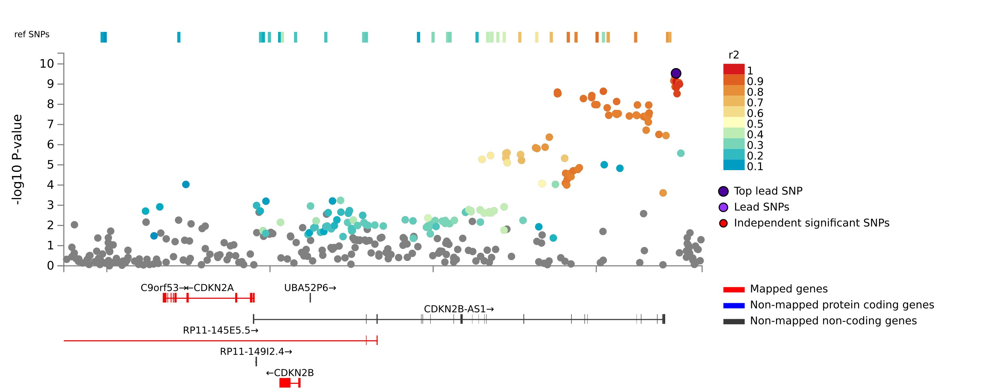 ref SNPs
r2
10
9
8
7
6
5
4
3
2
1
0
-log10 P-value
1
0.9
0.8
0.7
0.6
0.5
0.4
0.3
0.2
0.1
Top lead SNP
Lead SNPs
Independent significant SNPs
C9orf53→
←CDKN2A
UBA52P6→
CDKN2B-AS1→
RP11-145E5.5→
RP11-149I2.4→
←CDKN2B
Mapped genes
Non-mapped protein coding genes
Non-mapped non-coding genes